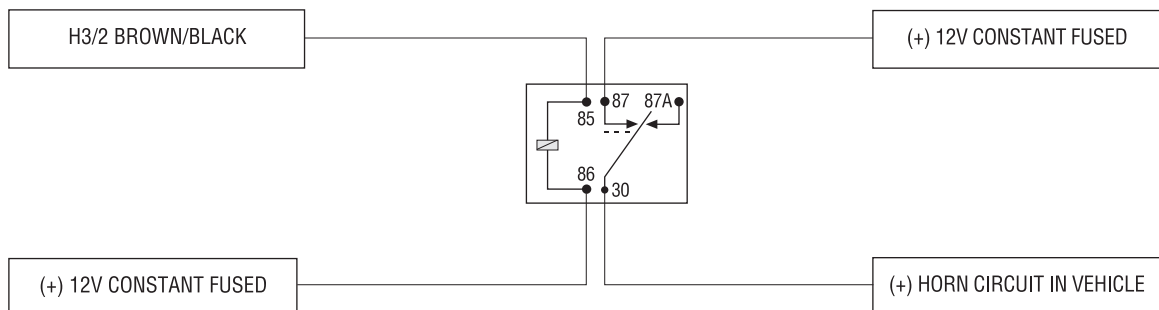 H3/2 BROWN/BLACK
(+) 12V CONSTANT FUSED
87
87A
85
86
30
(+) 12V CONSTANT FUSED
(+) HORN CIRCUIT IN VEHICLE